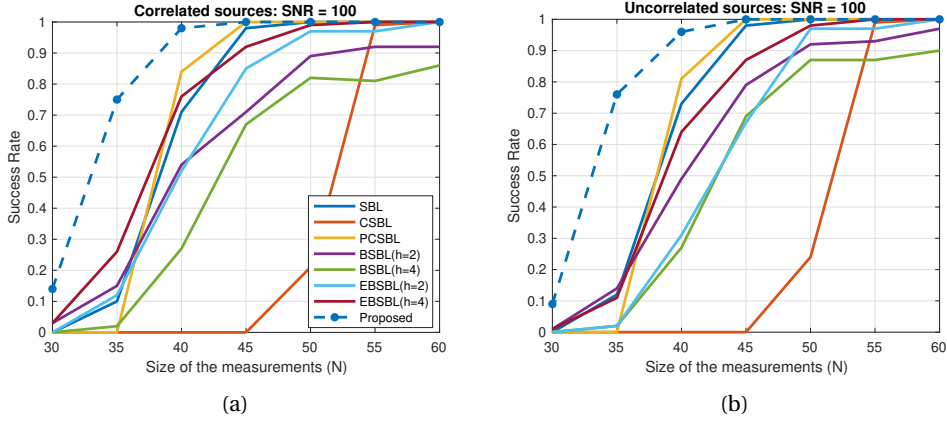 Correlated sources: SNR = 100
1
0.9
0.8
0.7
0.6
0.5
0.4
0.3
0.2
0.1
0
Success Rate
30 35 40 45 50 55 60
Size of the measurements (N)
SBL
CSBL
PCSBL
BSBL(h=2)
BSBL(h=4)
EBSBL(h=2)
EBSBL(h=4)
Proposed
(a)
Uncorrelated sources: SNR = 100
1
0.9
0.8
0.7
0.6
0.5
0.4
0.3
0.2
0.1
0
Success Rate
30 35 40 45 50 55 60
Size of the measurements (N)
(b)